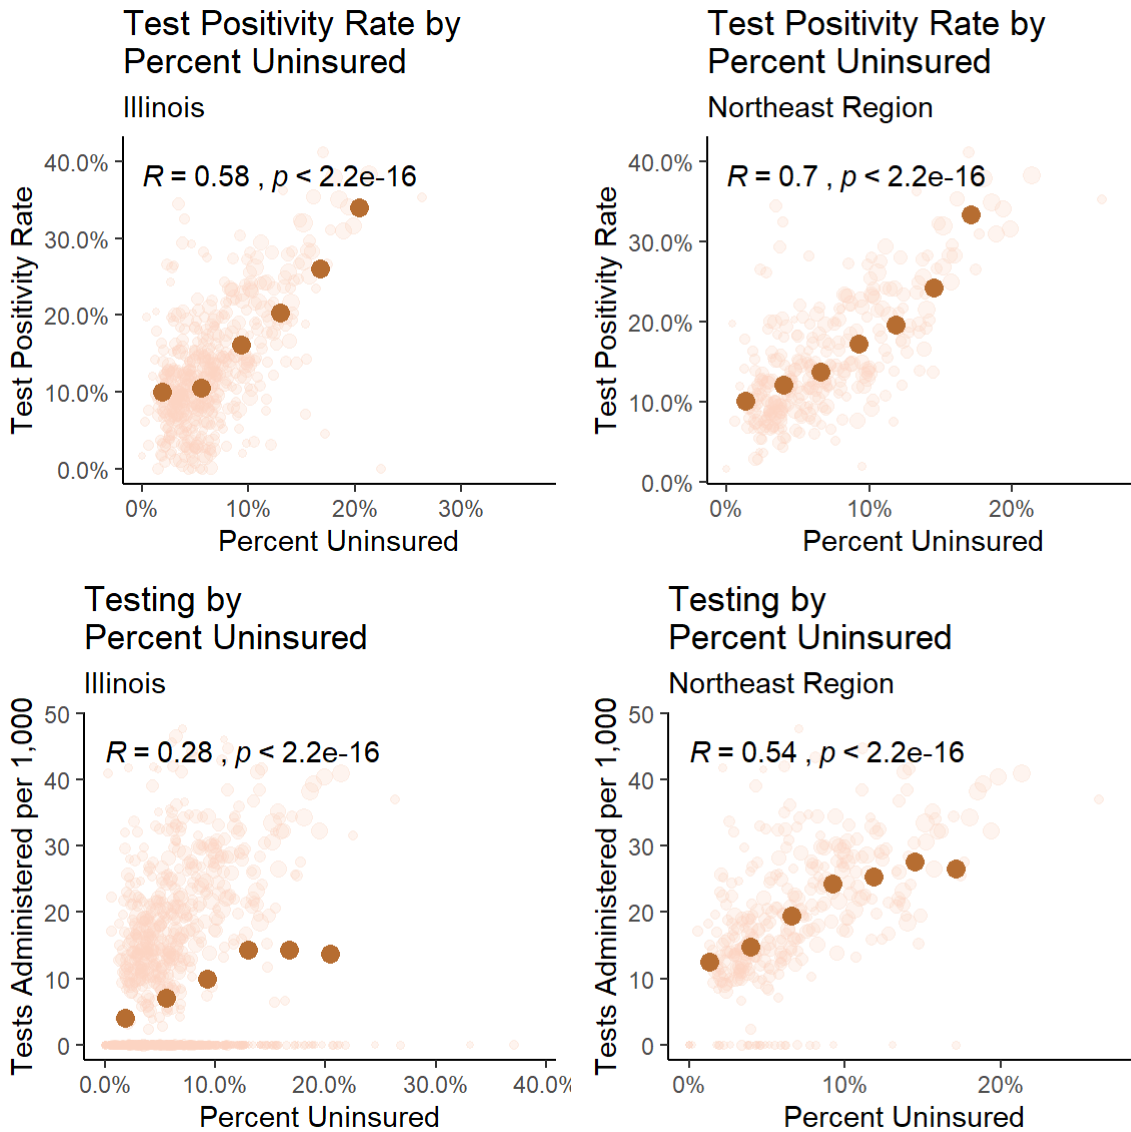 Test Positivity Rate by
Percent Uninsured
Illinois
R = 0.58 , p < 2.2e-16
40.0%
30.0%
20.0%
10.0%
0.0%
Test Positivity Rate
0% 10% 20% 30%
Percent Uninsured
Test Positivity Rate by
Percent Uninsured
Northeast Region
R = 0.7 , p < 2.2e-16
40.0%
30.0%
20.0%
10.0%
0.0%
Test Positivity Rate
0% 10% 20%
Percent Uninsured
Testing by
Percent Uninsured
Illinois
R = 0.28 , p < 2.2e-16
50
40
30
20
10
0
Tests Administered per 1,000
0.0% 10.0% 20.0% 30.0% 40.0%
Percent Uninsured
Testing by
Percent Uninsured
Northeast Region
R = 0.54 , p < 2.2e-16
50
40
30
20
10
0
Tests Administered per 1,000
0% 10% 20%
Percent Uninsured